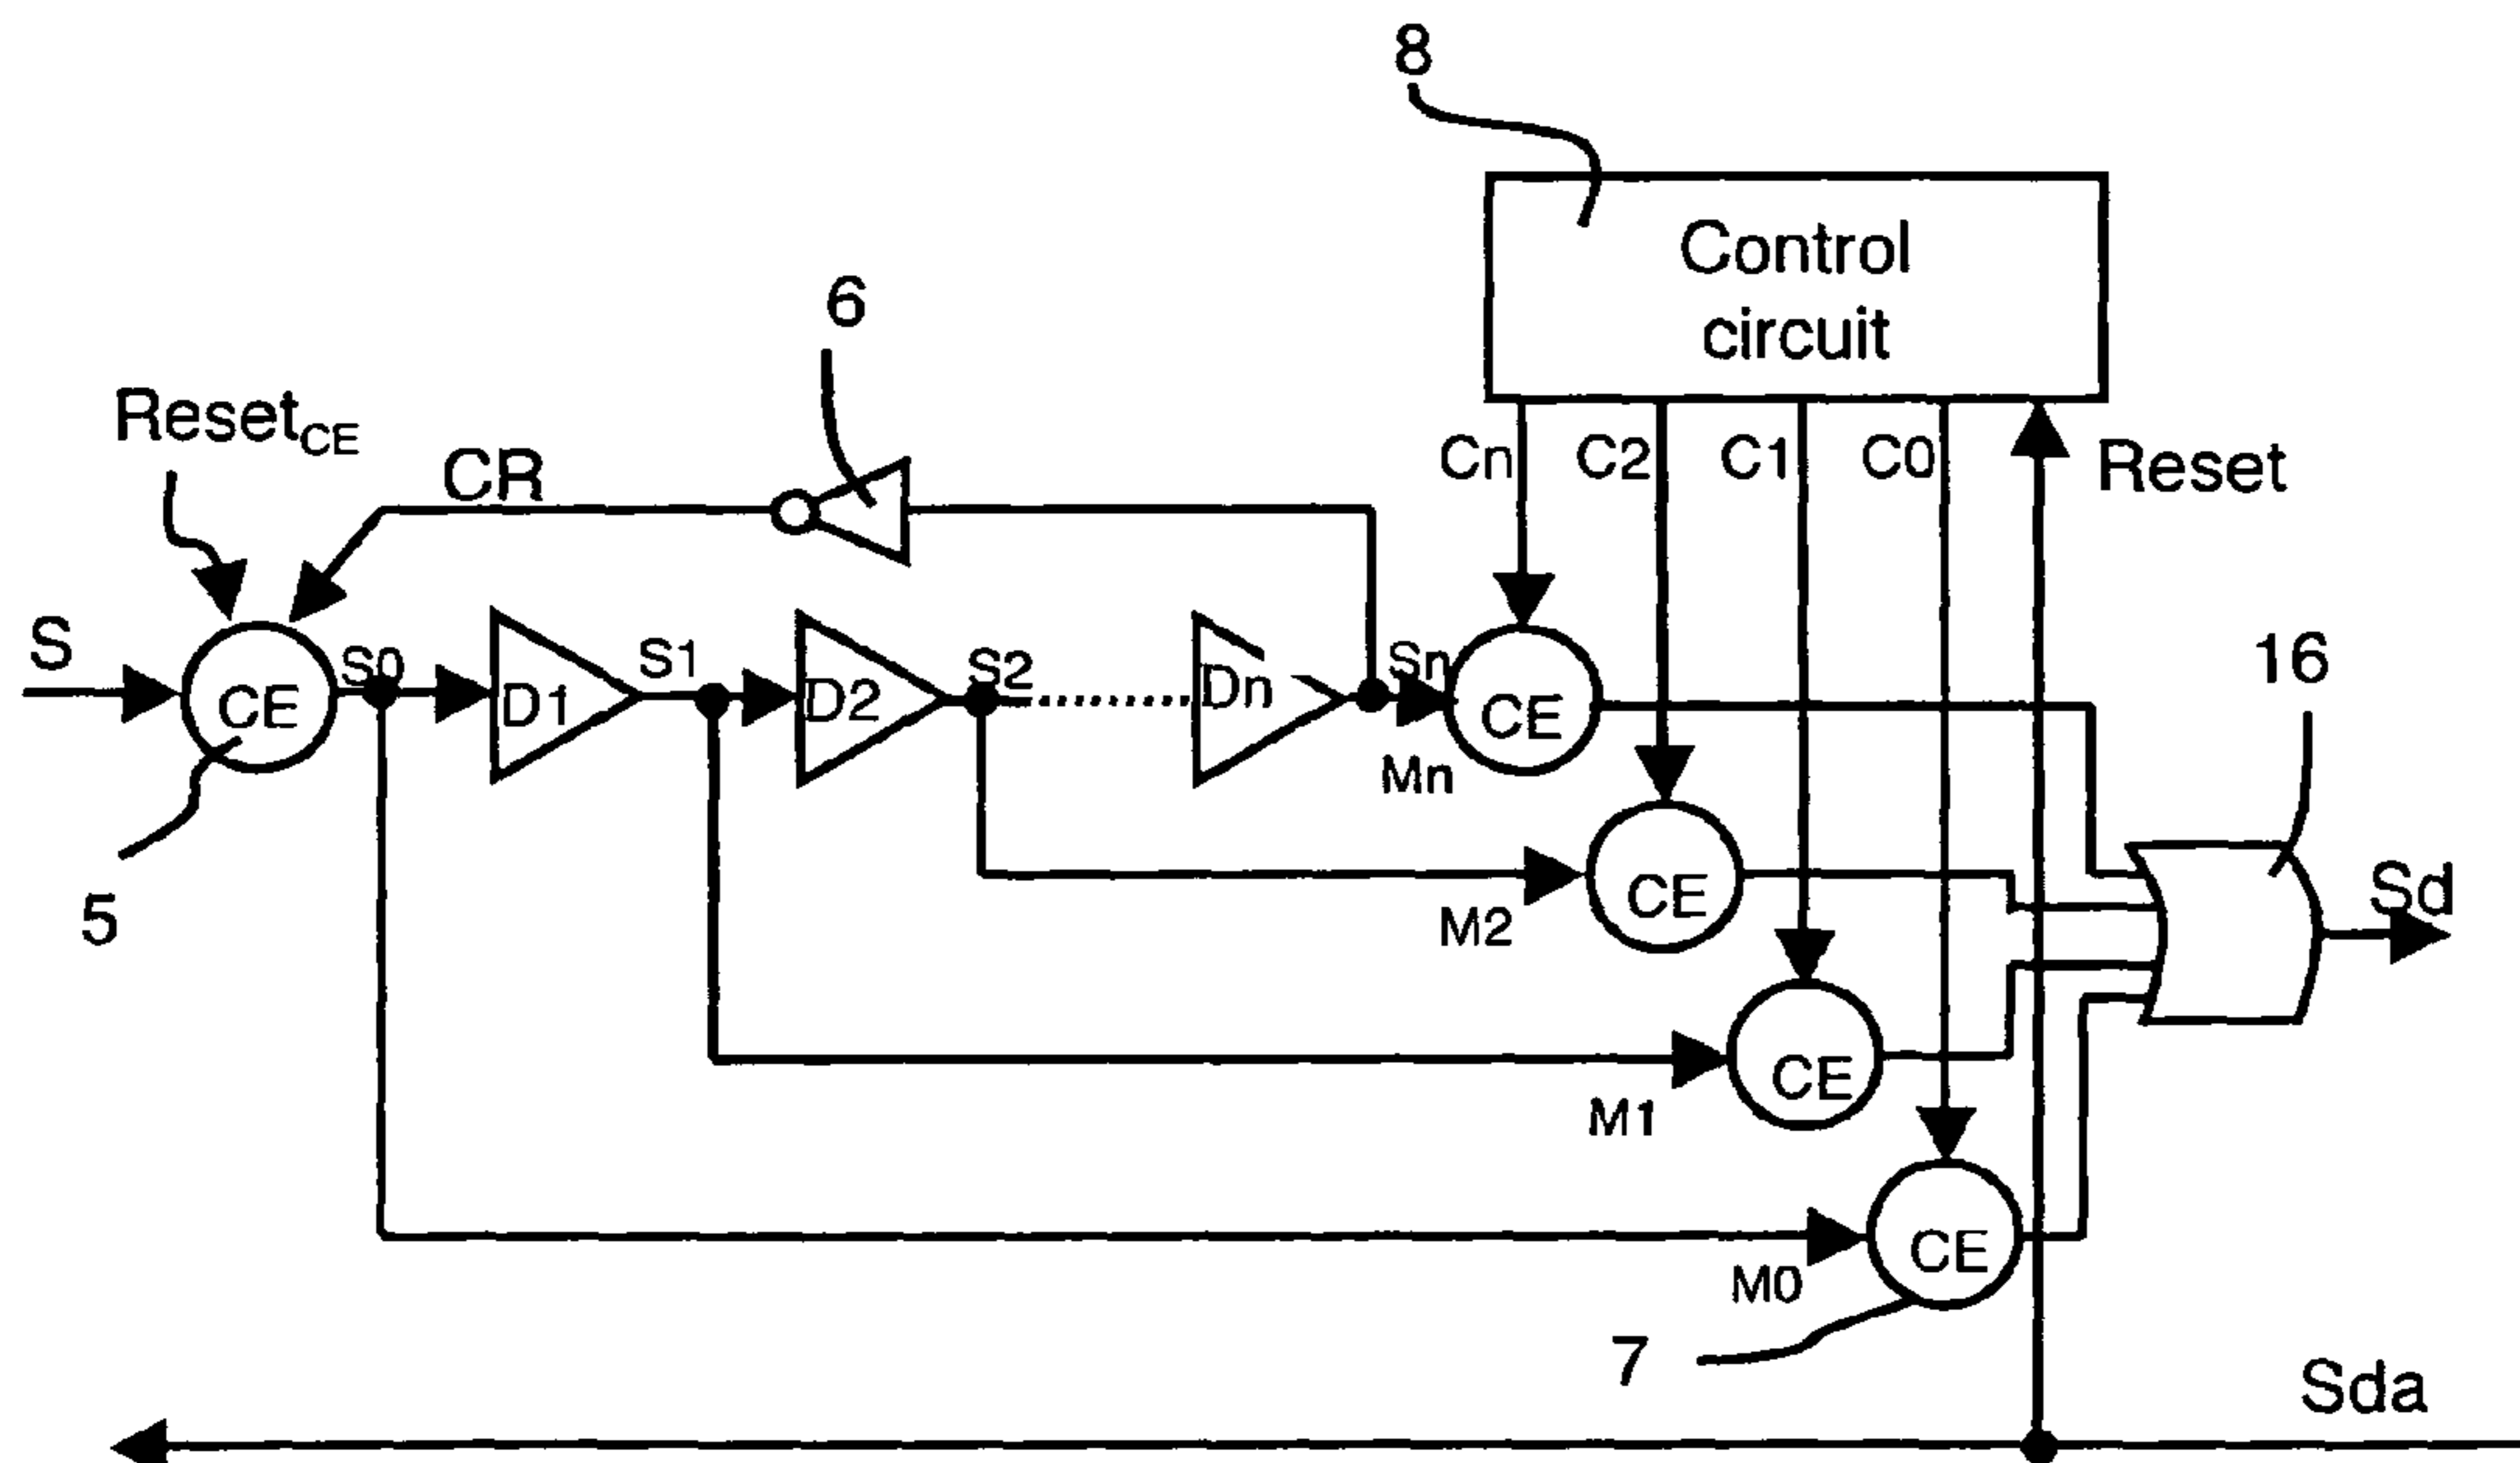 8
Control
circuit
6
Reset_CE
CR
Cn
C2
C1
C0
Reset
S
CE
S0
D1
S1
D2
S2
Dn
Sn
CE
Mn
16
5
M2
CE
Sd
M1
CE
M0
CE
7
Sda